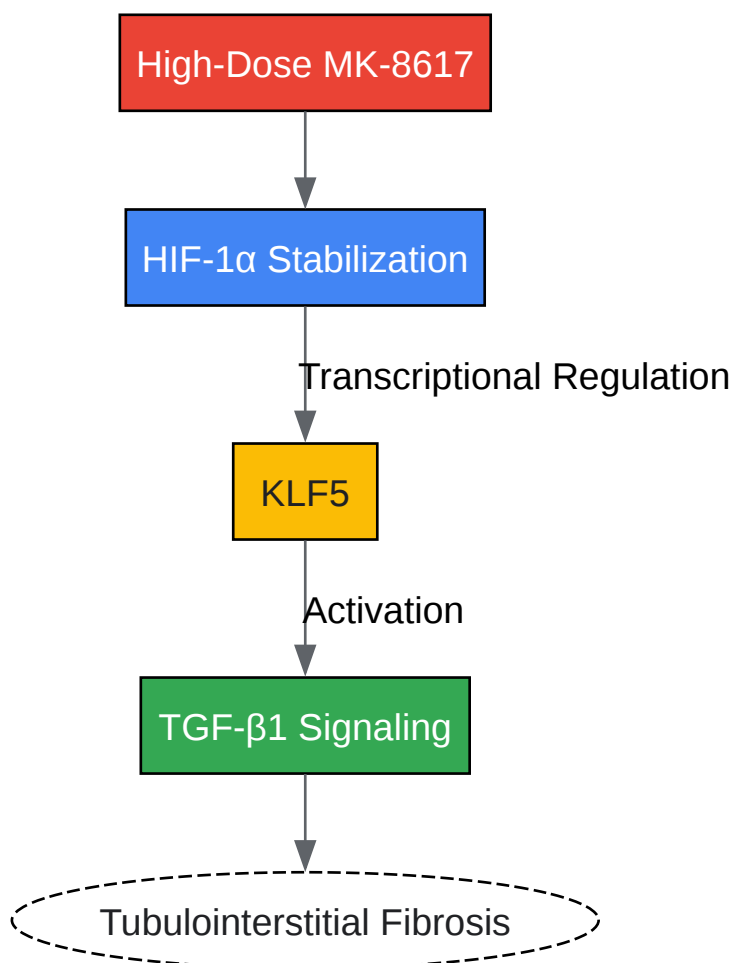 High-Dose MK-8617
HIF-1α Stabilization
Transcriptional Regulation
KLF5
Activation
TGF-β1 Signaling
Tubulointerstitial Fibrosis